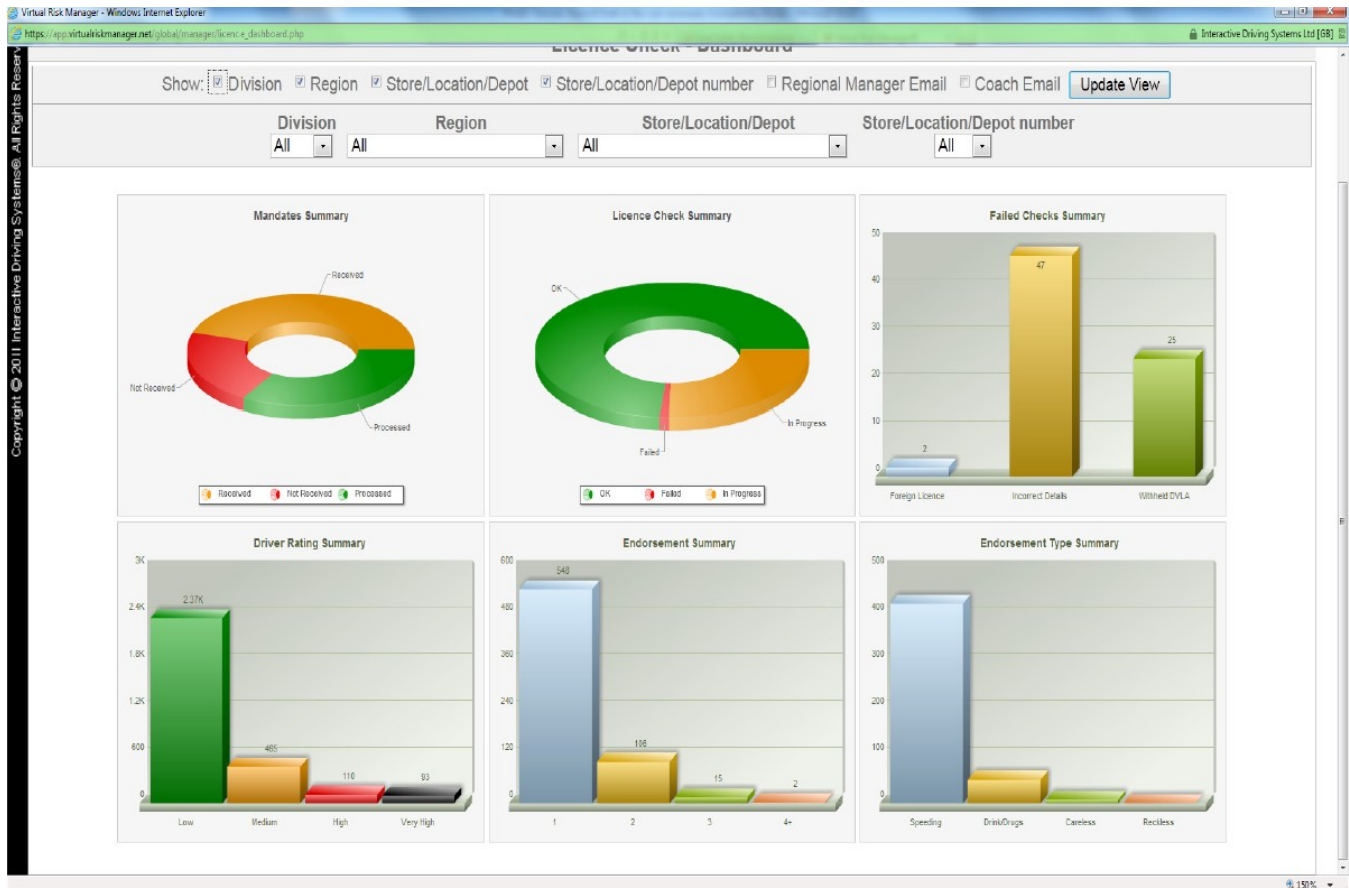 Virtual Risk Manager - Windows Internet Explorer
https://app.virtualriskmanager.net/global/manager/licence_dashboard.php
Interactive Driving Systems Ltd [GB]
Licence Check - Dashboard
Show: Division Region Store/Location/Depot Store/Location/Depot number Regional Manager Email Coach Email Update View
Division Region Store/Location/Depot Store/Location/Depot number
All All All All
Copyright © 2011 Interactive Driving Systems®. All Rights Reserv
Mandates Summary
Received
Not Received
Processed
Received Not Received Processed
Licence Check Summary
OK
In Progress
Failed
OK Failed In Progress
Failed Checks Summary
50
40
30
20
10
0
2
47
25
Foreign Licence Incorrect Details Withheld DVLA
Driver Rating Summary
3K
2.4K
1.8K
1.2K
600
0
2.37K
465
110
93
Low Medium High Very High
Endorsement Summary
600
480
360
240
120
0
548
106
15
2
1 2 3 4+
Endorsement Type Summary
500
400
300
200
100
0
Speeding Drink/Drugs Careless Reckless
150%